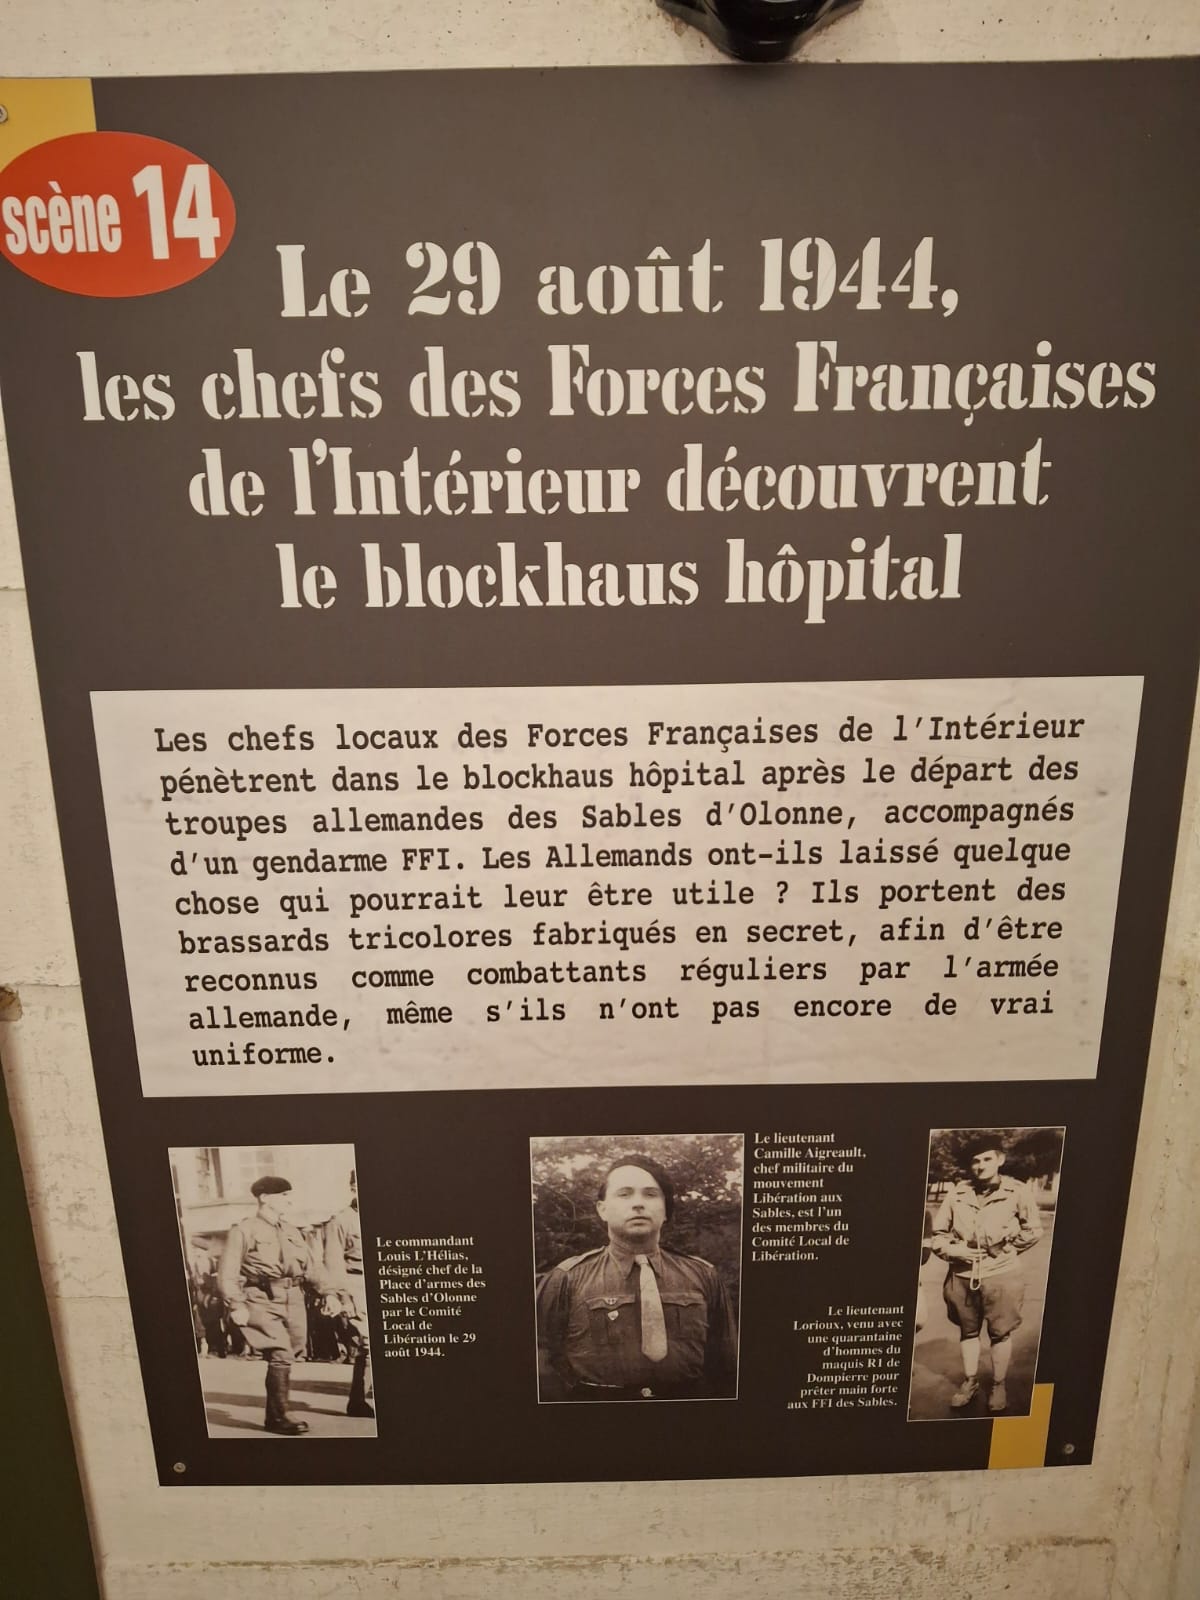 scène 14
Le 29 août 1944,
les chefs des Forces Françaises
de l'Intérieur découvrent
le blockhaus hôpital
Les chefs locaux des Forces Françaises de l'Intérieur
pénètrent dans le blockhaus hôpital après le départ des
troupes allemandes des Sables d'Olonne, accompagnés
d'un gendarme FFI. Les Allemands ont-ils laissé quelque
chose qui pourrait leur être utile ? Ils portent des
brassards tricolores fabriqués en secret, afin d'être
reconnus comme combattants réguliers par l'armée
allemande, même s'ils n'ont pas encore de vrai
uniforme.
Le commandant
Louis L'Hélias,
désigné chef de la
Place d'armes des
Sables d'Olonne
par le Comité
Local de
Libération le 29
août 1944.
Le lieutenant
Camille Aigreault,
chef militaire du
mouvement
Libération aux
Sables, est l'un
des membres du
Comité Local de
Libération.
Le lieutenant
Lorioux, venu avec
une quarantaine
d'hommes du
maquis R1 de
Dompierre pour
prêter main forte
aux FFI des Sables.